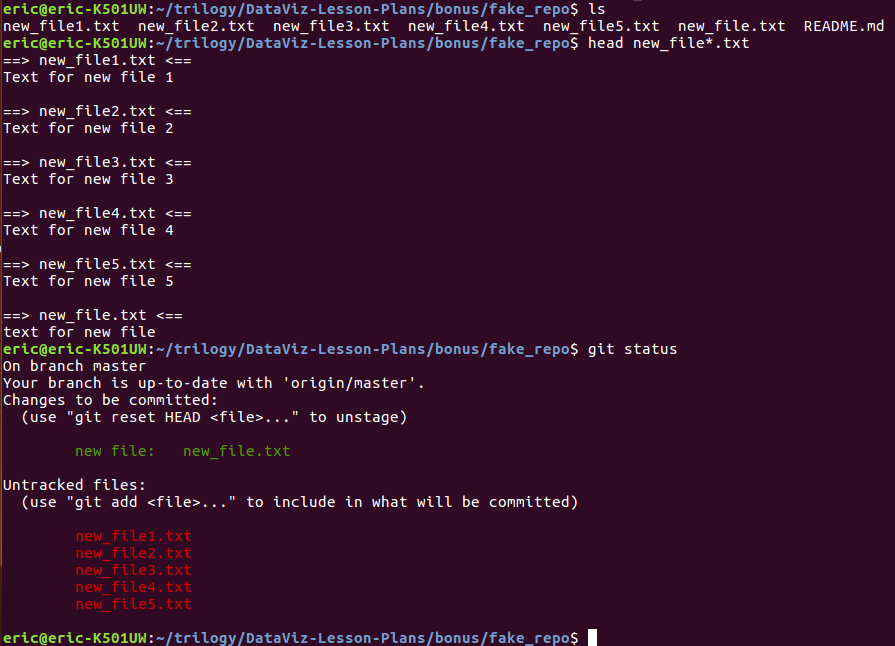 eric@eric-K501UW:~/trilogy/DataViz-Lesson-Plans/bonus/fake_repo$ ls
new_file1.txt  new_file2.txt  new_file3.txt  new_file4.txt  new_file5.txt  new_file.txt  README.md
eric@eric-K501UW:~/trilogy/DataViz-Lesson-Plans/bonus/fake_repo$ head new_file*.txt
==> new_file1.txt <==
Text for new file 1
==> new_file2.txt <==
Text for new file 2
==> new_file3.txt <==
Text for new file 3
==> new_file4.txt <==
Text for new file 4
==> new_file5.txt <==
Text for new file 5
==> new_file.txt <==
text for new file
eric@eric-K501UW:~/trilogy/DataViz-Lesson-Plans/bonus/fake_repo$ git status
On branch master
Your branch is up-to-date with 'origin/master'.
Changes to be committed:
  (use "git reset HEAD <file>..." to unstage)
        new file:   new_file.txt
Untracked files:
  (use "git add <file>..." to include in what will be committed)
        new_file1.txt
        new_file2.txt
        new_file3.txt
        new_file4.txt
        new_file5.txt
eric@eric-K501UW:~/trilogy/DataViz-Lesson-Plans/bonus/fake_repo$